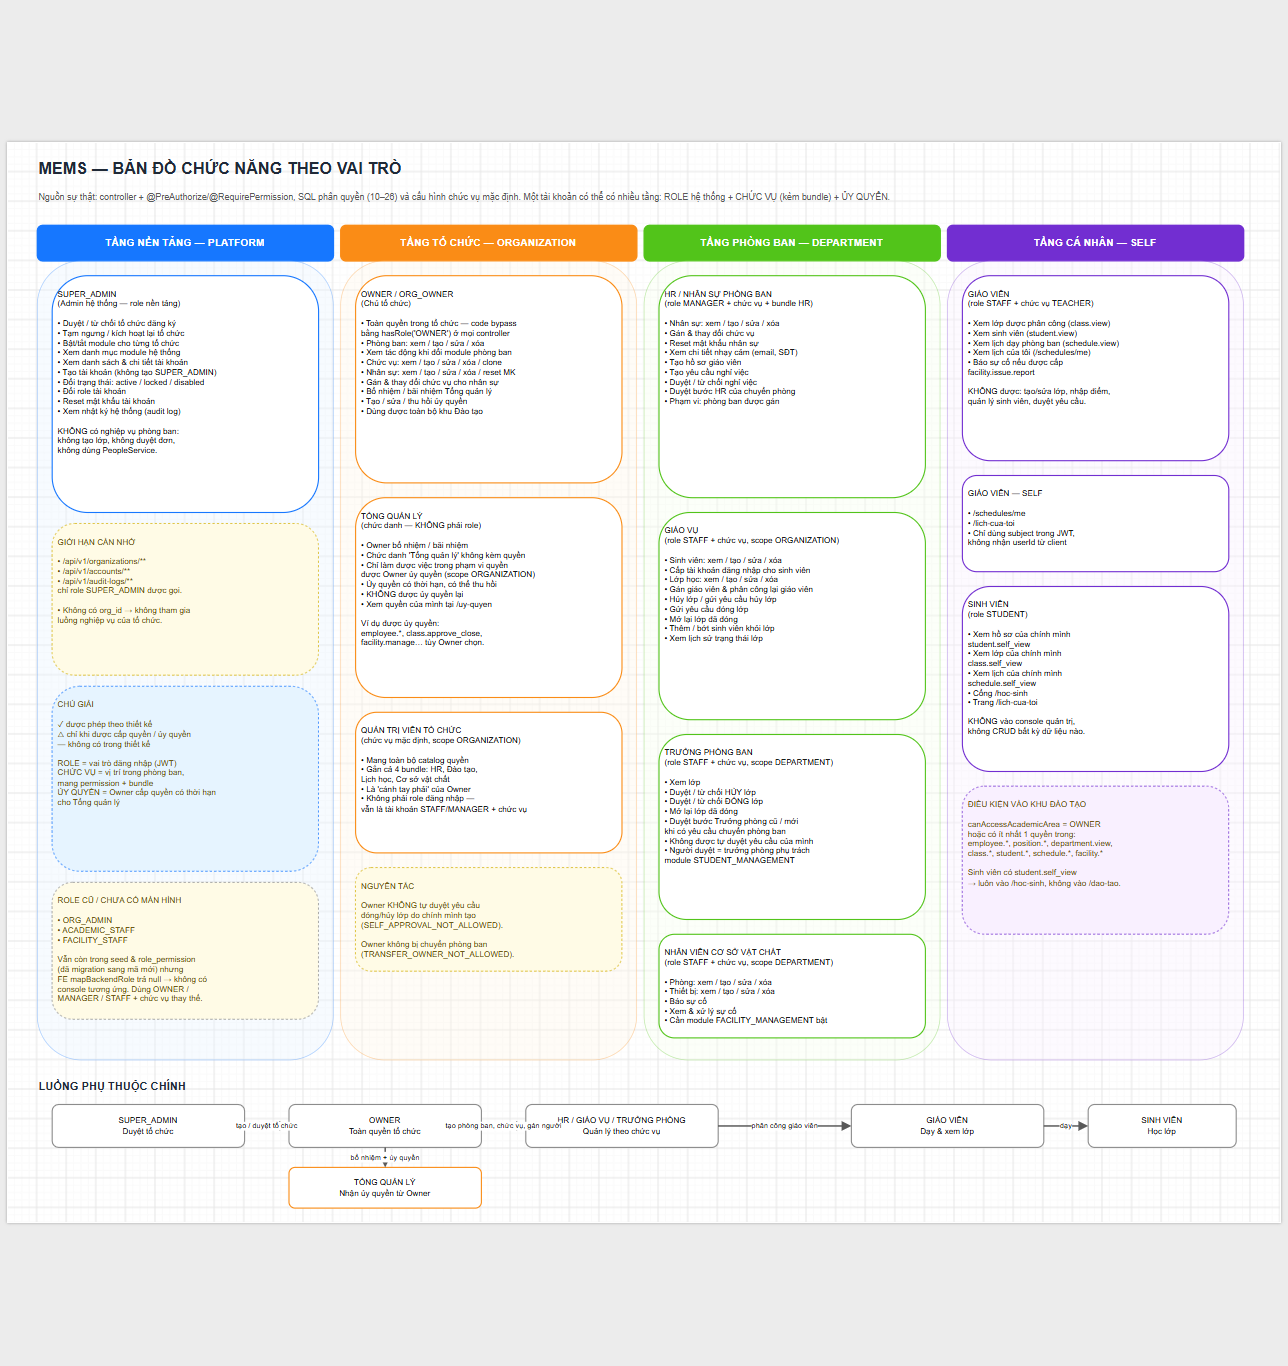 MEMS — BẢN ĐỒ CHỨC NĂNG THEO VAI TRÒ
Nguồn sự thật: controller + @PreAuthorize/@RequirePermission, SQL phân quyền (10–26) và cấu hình chức vụ mặc định. Một tài khoản có thể có nhiều tầng: ROLE hệ thống + CHỨC VỤ (kèm bundle) + ỦY QUYỀN.
TẦNG NỀN TẢNG — PLATFORM
SUPER_ADMIN
(Admin hệ thống — role nền tảng)
• Duyệt / từ chối tổ chức đăng ký
• Tạm ngưng / kích hoạt lại tổ chức
• Bật/tắt module cho từng tổ chức
• Xem danh mục module hệ thống
• Xem danh sách & chi tiết tài khoản
• Tạo tài khoản (không tạo SUPER_ADMIN)
• Đổi trạng thái: active / locked / disabled
• Đổi role tài khoản
• Reset mật khẩu tài khoản
• Xem nhật ký hệ thống (audit log)
KHÔNG có nghiệp vụ phòng ban:
không tạo lớp, không duyệt đơn,
không dùng PeopleService.
GIỚI HẠN CẦN NHỚ
• /api/v1/organizations/**
• /api/v1/accounts/**
• /api/v1/audit-logs/**
chỉ role SUPER_ADMIN được gọi.
• Không có org_id → không tham gia
luồng nghiệp vụ của tổ chức.
CHÚ GIẢI
✓ được phép theo thiết kế
⚠ chỉ khi được cấp quyền / ủy quyền
— không có trong thiết kế
ROLE = vai trò đăng nhập (JWT)
CHỨC VỤ = vị trí trong phòng ban,
mang permission + bundle
ỦY QUYỀN = Owner cấp quyền có thời hạn
cho Tổng quản lý
ROLE CŨ / CHƯA CÓ MÀN HÌNH
• ORG_ADMIN
• ACADEMIC_STAFF
• FACILITY_STAFF
Vẫn còn trong seed & role_permission
(đã migration sang mã mới) nhưng
FE mapBackendRole trả null → không có
console tương ứng. Dùng OWNER /
MANAGER / STAFF + chức vụ thay thế.
TẦNG TỔ CHỨC — ORGANIZATION
OWNER / ORG_OWNER
(Chủ tổ chức)
• Toàn quyền trong tổ chức — code bypass
bằng hasRole('OWNER') ở mọi controller
• Phòng ban: xem / tạo / sửa / xóa
• Xem tác động khi đổi module phòng ban
• Chức vụ: xem / tạo / sửa / xóa / clone
• Nhân sự: xem / tạo / sửa / xóa / reset MK
• Gán & thay đổi chức vụ cho nhân sự
• Bổ nhiệm / bãi nhiệm Tổng quản lý
• Tạo / sửa / thu hồi ủy quyền
• Dùng được toàn bộ khu Đào tạo
TỔNG QUẢN LÝ
(chức danh — KHÔNG phải role)
• Owner bổ nhiệm / bãi nhiệm
• Chức danh 'Tổng quản lý' không kèm quyền
• Chỉ làm được việc trong phạm vi quyền
được Owner ủy quyền (scope ORGANIZATION)
• Ủy quyền có thời hạn, có thể thu hồi
• KHÔNG được ủy quyền lại
• Xem quyền của mình tại /uy-quyen
Ví dụ được ủy quyền:
employee.*, class.approve_close,
facility.manage... tùy Owner chọn.
QUẢN TRỊ VIÊN TỔ CHỨC
(chức vụ mặc định, scope ORGANIZATION)
• Mang toàn bộ catalog quyền
• Gắn cả 4 bundle: HR, Đào tạo,
Lịch học, Cơ sở vật chất
• Là 'cánh tay phải' của Owner
• Không phải role đăng nhập —
vẫn là tài khoản STAFF/MANAGER + chức vụ
NGUYÊN TẮC
Owner KHÔNG tự duyệt yêu cầu
đóng/hủy lớp do chính mình tạo
(SELF_APPROVAL_NOT_ALLOWED).
Owner không bị chuyển phòng ban
(TRANSFER_OWNER_NOT_ALLOWED).
TẦNG PHÒNG BAN — DEPARTMENT
HR / NHÂN SỰ PHÒNG BAN
(role MANAGER + chức vụ + bundle HR)
• Nhân sự: xem / tạo / sửa / xóa
• Gán & thay đổi chức vụ
• Reset mật khẩu nhân sự
• Xem chi tiết nhạy cảm (email, SĐT)
• Tạo hồ sơ giáo viên
• Tạo yêu cầu nghỉ việc
• Duyệt / từ chối nghỉ việc
• Duyệt bước HR của chuyển phòng
• Phạm vi: phòng ban được gán
GIÁO VỤ
(role STAFF + chức vụ, scope ORGANIZATION)
• Sinh viên: xem / tạo / sửa / xóa
• Cấp tài khoản đăng nhập cho sinh viên
• Lớp học: xem / tạo / sửa / xóa
• Gán giáo viên & phân công lại giáo viên
• Hủy lớp / gửi yêu cầu hủy lớp
• Gửi yêu cầu đóng lớp
• Mở lại lớp đã đóng
• Thêm / bớt sinh viên khỏi lớp
• Xem lịch sử trạng thái lớp
TRƯỞNG PHÒNG BAN
(role STAFF + chức vụ, scope DEPARTMENT)
• Xem lớp
• Duyệt / từ chối HỦY lớp
• Duyệt / từ chối ĐÓNG lớp
• Mở lại lớp đã đóng
• Duyệt bước Trưởng phòng cũ / mới
khi có yêu cầu chuyển phòng ban
• Không được tự duyệt yêu cầu của mình
• Người duyệt = trưởng phòng phụ trách
module STUDENT_MANAGEMENT
NHÂN VIÊN CƠ SỞ VẬT CHẤT
(role STAFF + chức vụ, scope DEPARTMENT)
• Phòng: xem / tạo / sửa / xóa
• Thiết bị: xem / tạo / sửa / xóa
• Báo sự cố
• Xem & xử lý sự cố
• Cần module FACILITY_MANAGEMENT bật
TẦNG CÁ NHÂN — SELF
GIÁO VIÊN
(role STAFF + chức vụ TEACHER)
• Xem lớp được phân công (class.view)
• Xem sinh viên (student.view)
• Xem lịch dạy phòng ban (schedule.view)
• Xem lịch của tôi (/schedules/me)
• Báo sự cố nếu được cấp
facility.issue.report
KHÔNG được: tạo/sửa lớp, nhập điểm,
quản lý sinh viên, duyệt yêu cầu.
GIÁO VIÊN — SELF
• /schedules/me
• /lich-cua-toi
• Chỉ dùng subject trong JWT,
không nhận userId từ client
SINH VIÊN
(role STUDENT)
• Xem hồ sơ của chính mình
student.self_view
• Xem lớp của chính mình
class.self_view
• Xem lịch của chính mình
schedule.self_view
• Cổng /hoc-sinh
• Trang /lich-cua-toi
KHÔNG vào console quản trị,
không CRUD bất kỳ dữ liệu nào.
ĐIỀU KIỆN VÀO KHU ĐÀO TẠO
canAccessAcademicArea = OWNER
hoặc có ít nhất 1 quyền trong:
employee.*, position.*, department.view,
class.*, student.*, schedule.*, facility.*
Sinh viên có student.self_view
→ luôn vào /hoc-sinh, không vào /dao-tao.
LUỒNG PHỤ THUỘC CHÍNH
SUPER_ADMIN
Duyệt tổ chức
tạo / duyệt tổ chức
OWNER
Toàn quyền tổ chức
tạo phòng ban, chức vụ, gán người
HR / GIÁO VỤ / TRƯỞNG PHÒNG
Quản lý theo chức vụ
phân công giáo viên
GIÁO VIÊN
Dạy & xem lớp
dạy
SINH VIÊN
Học lớp
bổ nhiệm + ủy quyền
TỔNG QUẢN LÝ
Nhận ủy quyền từ Owner